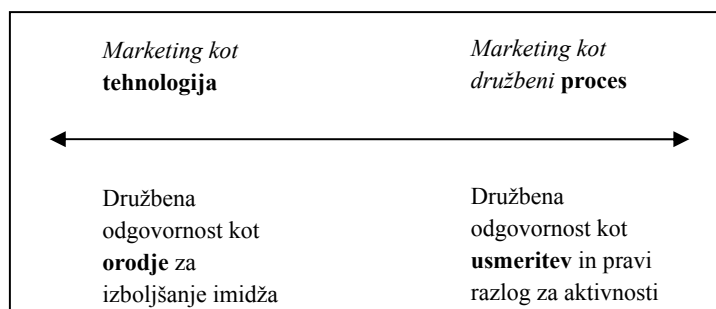 Marketing kot
tehnologija
Marketing kot
družbeni proces
Družbena
odgovornost kot
orodje za
izboljšanje imidža
Družbena
odgovornost kot
usmeritev in pravi
razlog za aktivnosti